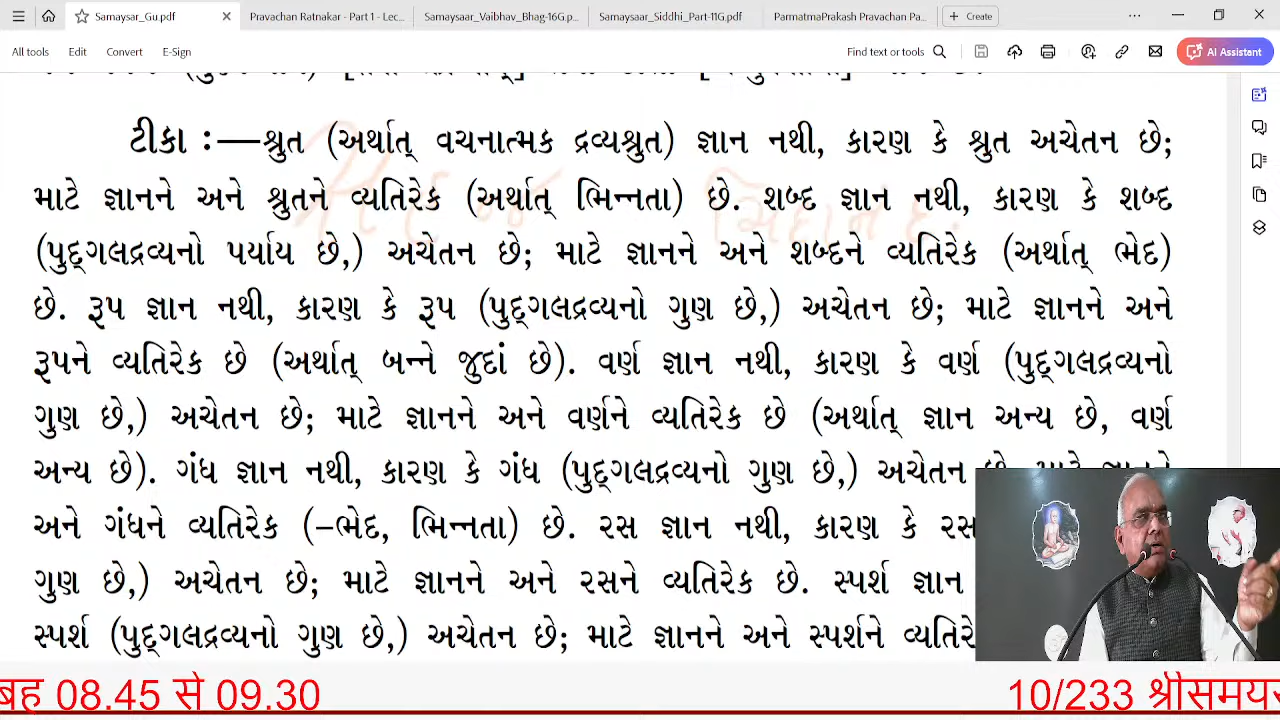 Samaysar_Gu.pdf
Pravachan Ratnakar - Part 1 - Lec...
Samaysaar_Vaibhav_Bhag-16G.p...
Samaysaar_Siddhi_Part-11G.pdf
ParmatmaPrakash Pravachan Pa...
Create
All tools Edit Convert E-Sign
Find text or tools
AI Assistant
ટીકા :—શ્રુત (અર્થાત્ વચનાત્મક દ્રવ્યશ્રુત) જ્ઞાન નથી, કારણ કે શ્રુત અચેતન છે;
માટે જ્ઞાનને અને શ્રુતને વ્યતિરેક (અર્થાત્ ભિન્નતા) છે. શબ્દ જ્ઞાન નથી, કારણ કે શબ્દ
(પુદ્ગલદ્રવ્યનો પર્યાય છે,) અચેતન છે; માટે જ્ઞાનને અને શબ્દને વ્યતિરેક (અર્થાત્ ભેદ)
છે. રૂપ જ્ઞાન નથી, કારણ કે રૂપ (પુદ્ગલદ્રવ્યનો ગુણ છે,) અચેતન છે; માટે જ્ઞાનને અને
રૂપને વ્યતિરેક છે (અર્થાત્ બન્ને જુદાં છે). વર્ણ જ્ઞાન નથી, કારણ કે વર્ણ (પુદ્ગલદ્રવ્યનો
ગુણ છે,) અચેતન છે; માટે જ્ઞાનને અને વર્ણને વ્યતિરેક છે (અર્થાત્ જ્ઞાન અન્ય છે, વર્ણ
અન્ય છે). ગંધ જ્ઞાન નથી, કારણ કે ગંધ (પુદ્ગલદ્રવ્યનો ગુણ છે,) અચેતન
અને ગંધને વ્યતિરેક (–ભેદ, ભિન્નતા) છે. રસ જ્ઞાન નથી, કારણ કે રસ
ગુણ છે,) અચેતન છે; માટે જ્ઞાનને અને રસને વ્યતિરેક છે. સ્પર્શ જ્ઞાન
સ્પર્શ (પુદ્ગલદ્રવ્યનો ગુણ છે,) અચેતન છે; માટે જ્ઞાનને અને સ્પર્શને વ્યતિરે
बह 08.45 से 09.30
10/233 श्रीसमयस